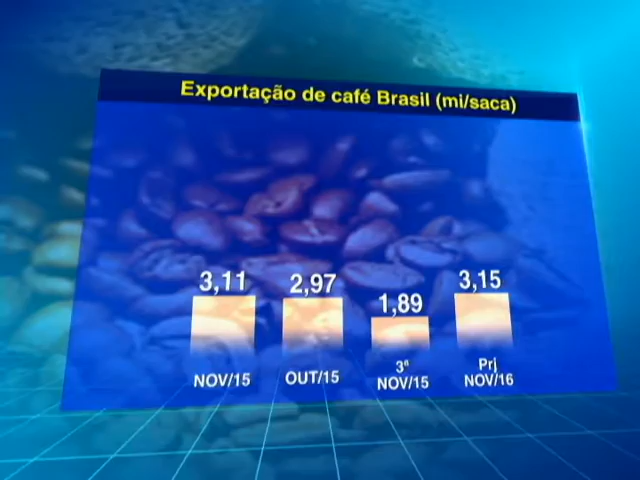 Exportação de café Brasil (mi/saca)
3,11
2,97
1,89
3,15
NOV/15
OUT/15
3ª
NOV/15
Prj
NOV/16